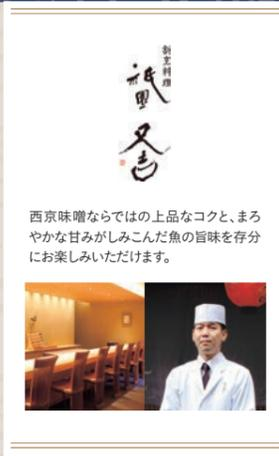 割烹料理
祇園
又吉
西京味噌ならではの上品なコクと、まろ
やかな甘みがしみこんだ魚の旨味を存分
にお楽しみいただけます。